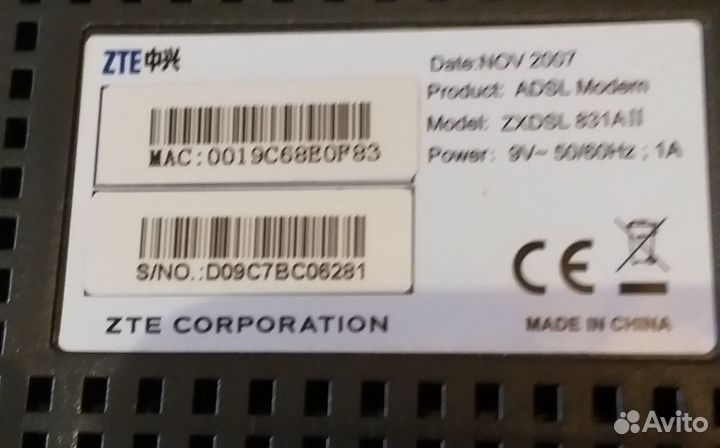 ZTE中兴
MAC:0019C68E0F83
S/NO.:D09C7BC06281
ZTE CORPORATION
Date:NOV 2007
Product: ADSL Modem
Model: ZXDSL 831AII
Power: 9V~ 50/60Hz ; 1A
CE
MADE IN CHINA
Avito